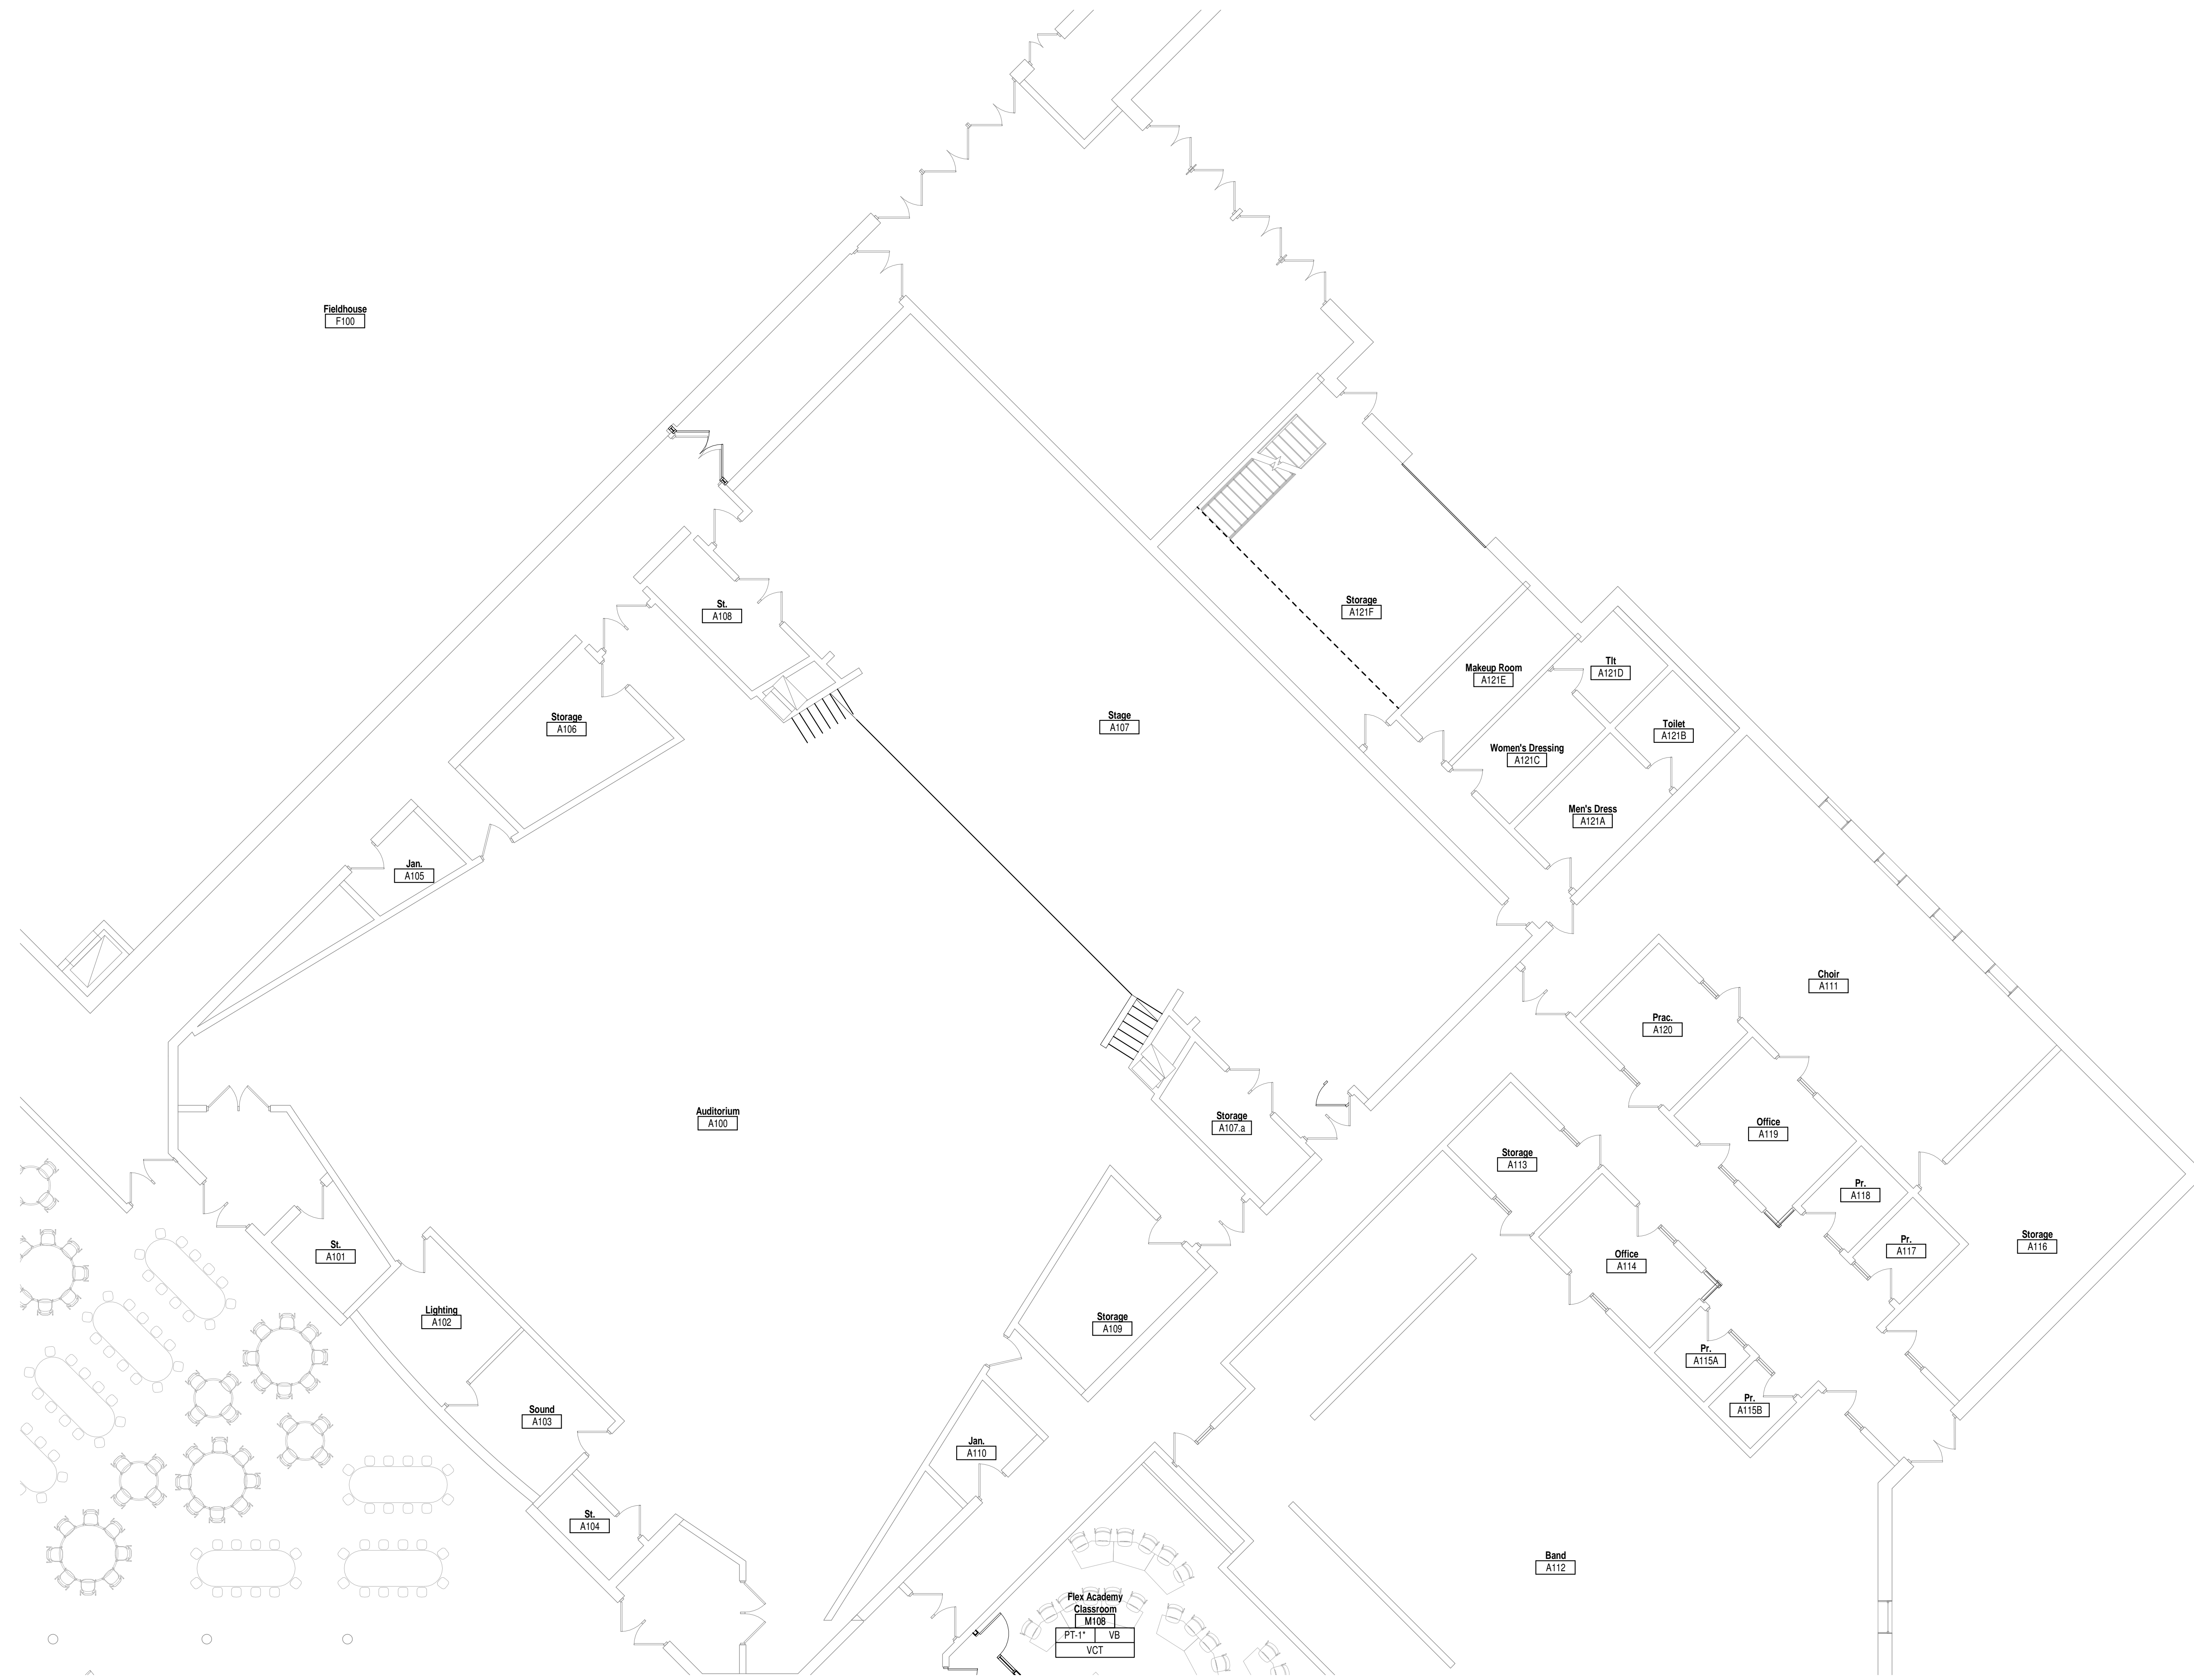 Fieldhouse
F100
St.
A108
Storage
A121F
Makeup Room
A121E
Tlt
A121D
Storage
A106
Stage
A107
Toilet
A121B
Women's Dressing
A121C
Men's Dress
A121A
Jan.
A105
Choir
A111
Prac.
A120
Auditorium
A100
Storage
A107.a
Office
A119
Storage
A113
Pr.
A118
St.
A101
Office
A114
Pr.
A117
Storage
A116
Lighting
A102
Storage
A109
Pr.
A115A
Sound
A103
Pr.
A115B
Jan.
A110
St.
A104
Band
A112
Flex Academy
Classroom
M108
PT-1* VB
VCT